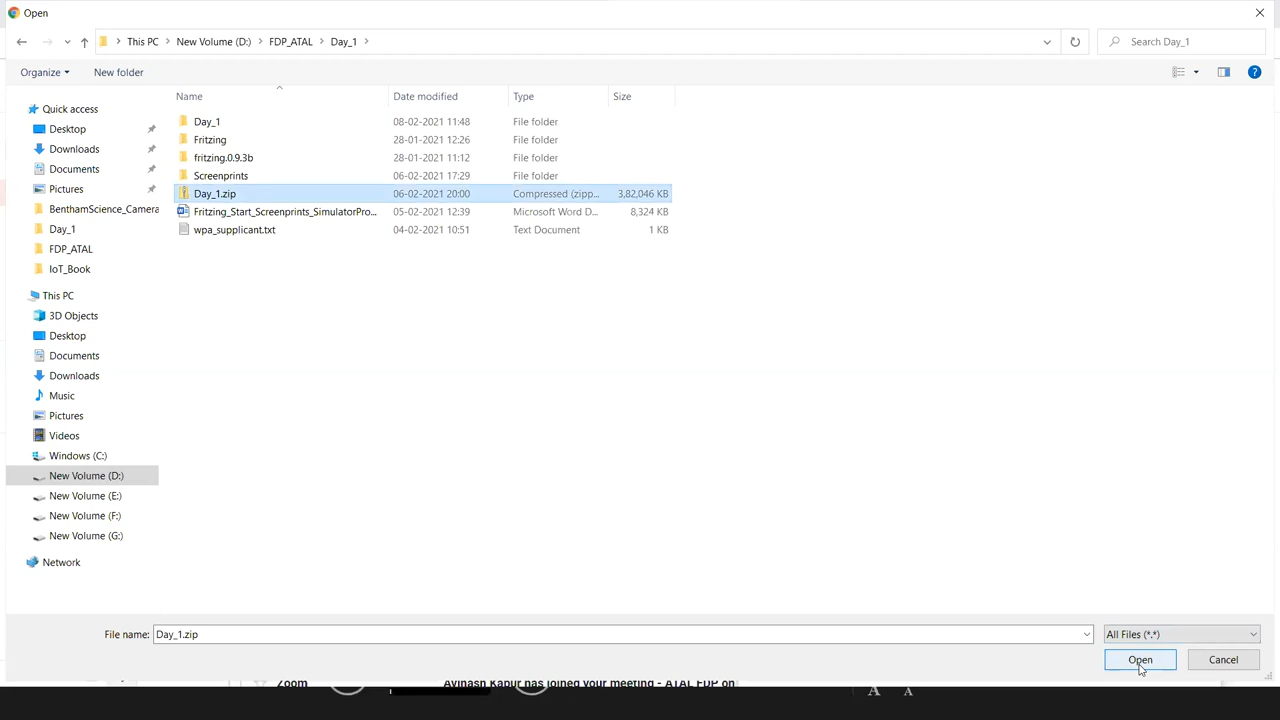 Open
This PC New Volume (D:) FDP_ATAL Day_1
Search Day_1
Organize New folder
Name Date modified Type Size
Quick access
Desktop
Downloads
Documents
Pictures
BenthamScience_Camera
Day_1
FDP_ATAL
IoT_Book
This PC
3D Objects
Desktop
Documents
Downloads
Music
Pictures
Videos
Windows (C:)
New Volume (D:)
New Volume (E:)
New Volume (F:)
New Volume (G:)
Network
Day_1 08-02-2021 11:48 File folder
Fritzing 28-01-2021 12:26 File folder
fritzing.0.9.3b 28-01-2021 11:12 File folder
Screenprints 06-02-2021 17:29 File folder
Day_1.zip 06-02-2021 20:00 Compressed (zipp... 3,82,046 KB
Fritzing_Start_Screenprints_SimulatorPro... 05-02-2021 12:39 Microsoft Word D... 8,324 KB
wpa_supplicant.txt 04-02-2021 10:51 Text Document 1 KB
File name: Day_1.zip All Files (*.*)
Open Cancel
Zoom Avinash Kapur has joined your meeting - ATAL FDP on
A A